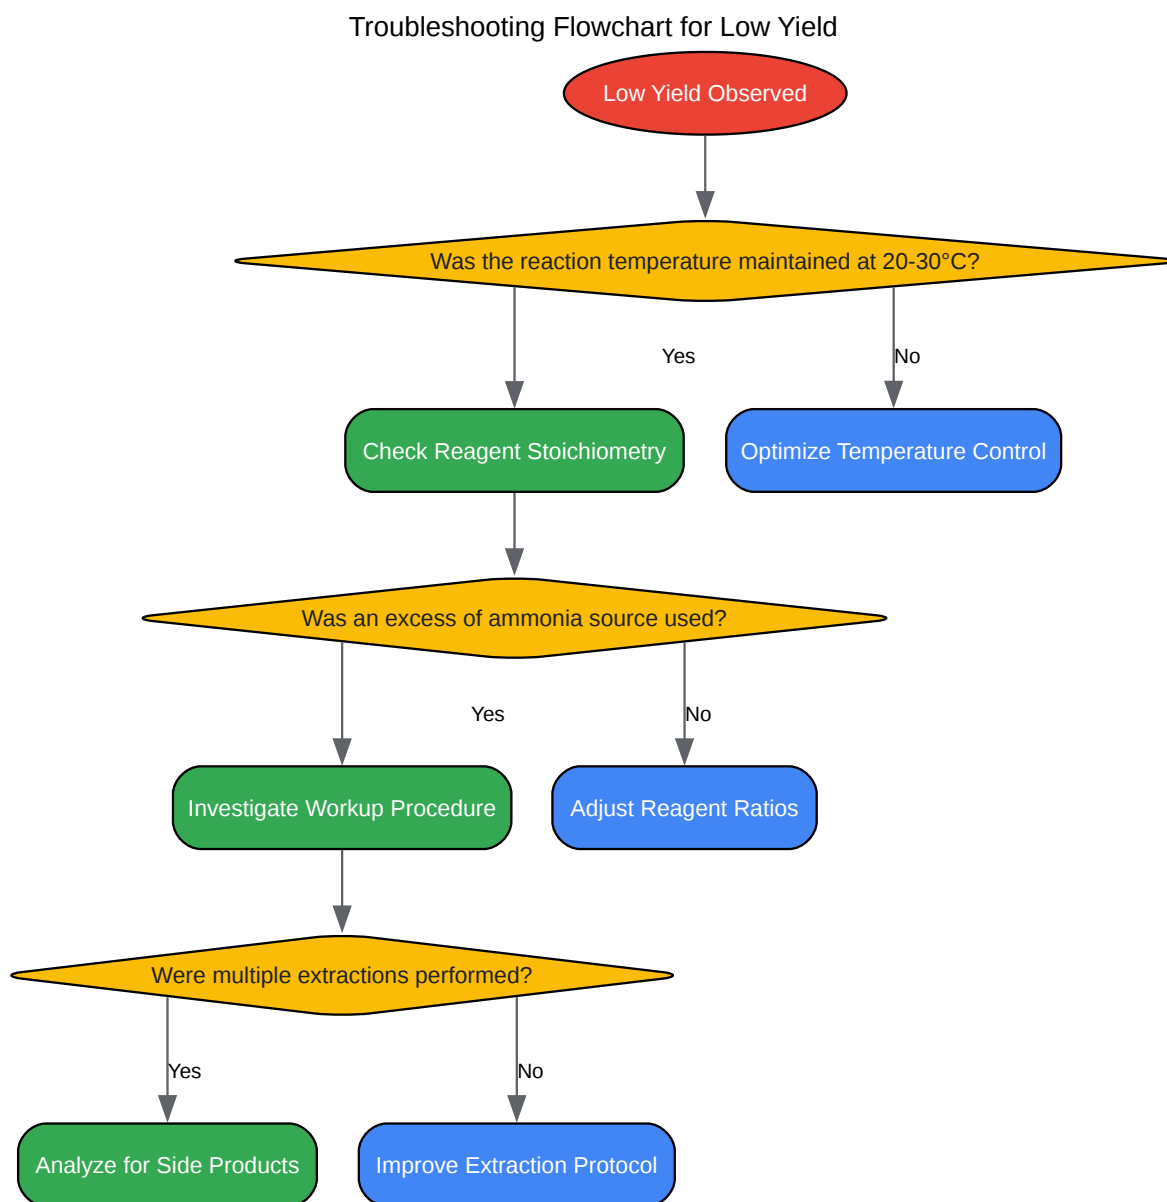 Troubleshooting Flowchart for Low Yield
Low Yield Observed
Was the reaction temperature maintained at 20-30°C?
Yes
No
Check Reagent Stoichiometry
Optimize Temperature Control
Was an excess of ammonia source used?
Yes
No
Investigate Workup Procedure
Adjust Reagent Ratios
Were multiple extractions performed?
Yes
No
Analyze for Side Products
Improve Extraction Protocol